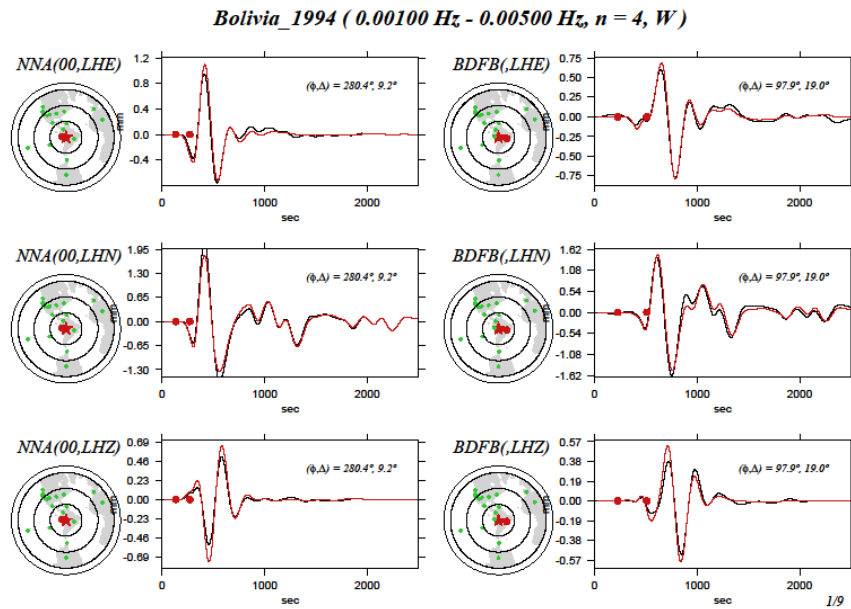 Bolivia_1994 ( 0.00100 Hz - 0.00500 Hz, n = 4, W )
NNA(00,LHE)
mm
1.2
0.8
0.4
0.0
-0.4
(ϕ,Δ) = 280.4°, 9.2°
0 1000 2000
sec
BDFB(,LHE)
mm
0.75
0.50
0.25
0.00
-0.25
-0.50
-0.75
(ϕ,Δ) = 97.9°, 19.0°
0 1000 2000
sec
NNA(00,LHN)
mm
1.95
1.30
0.65
0.00
-0.65
-1.30
(ϕ,Δ) = 280.4°, 9.2°
0 1000 2000
sec
BDFB(,LHN)
mm
1.62
1.08
0.54
0.00
-0.54
-1.08
-1.62
(ϕ,Δ) = 97.9°, 19.0°
0 1000 2000
sec
NNA(00,LHZ)
mm
0.69
0.46
0.23
0.00
-0.23
-0.46
-0.69
(ϕ,Δ) = 280.4°, 9.2°
0 1000 2000
sec
BDFB(,LHZ)
mm
0.57
0.38
0.19
0.00
-0.19
-0.38
-0.57
(ϕ,Δ) = 97.9°, 19.0°
0 1000 2000
sec
1/9